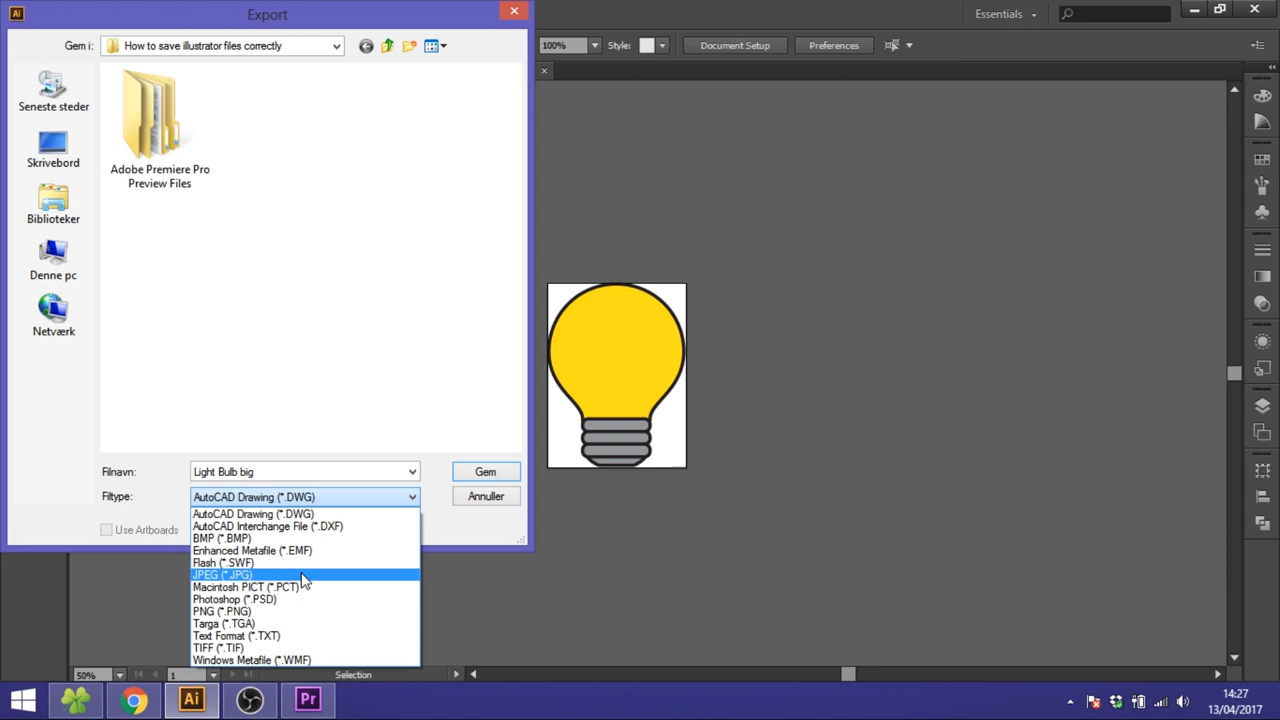 Ai
Export
Essentials
Gem i:
How to save illustrator files correctly
100%
Style:
Document Setup
Preferences
Seneste steder
Skrivebord
Biblioteker
Denne pc
Netværk
Adobe Premiere Pro
Preview Files
Filnavn:
Light Bulb big
Gem
Filtype:
AutoCAD Drawing (*.DWG)
Annuller
Use Artboards
AutoCAD Drawing (*.DWG)
AutoCAD Interchange File (*.DXF)
BMP (*.BMP)
Enhanced Metafile (*.EMF)
Flash (*.SWF)
JPEG (*.JPG)
Macintosh PICT (*.PCT)
Photoshop (*.PSD)
PNG (*.PNG)
Targa (*.TGA)
Text Format (*.TXT)
TIFF (*.TIF)
Windows Metafile (*.WMF)
50%
1
Selection
Ai
Pr
14:27
13/04/2017